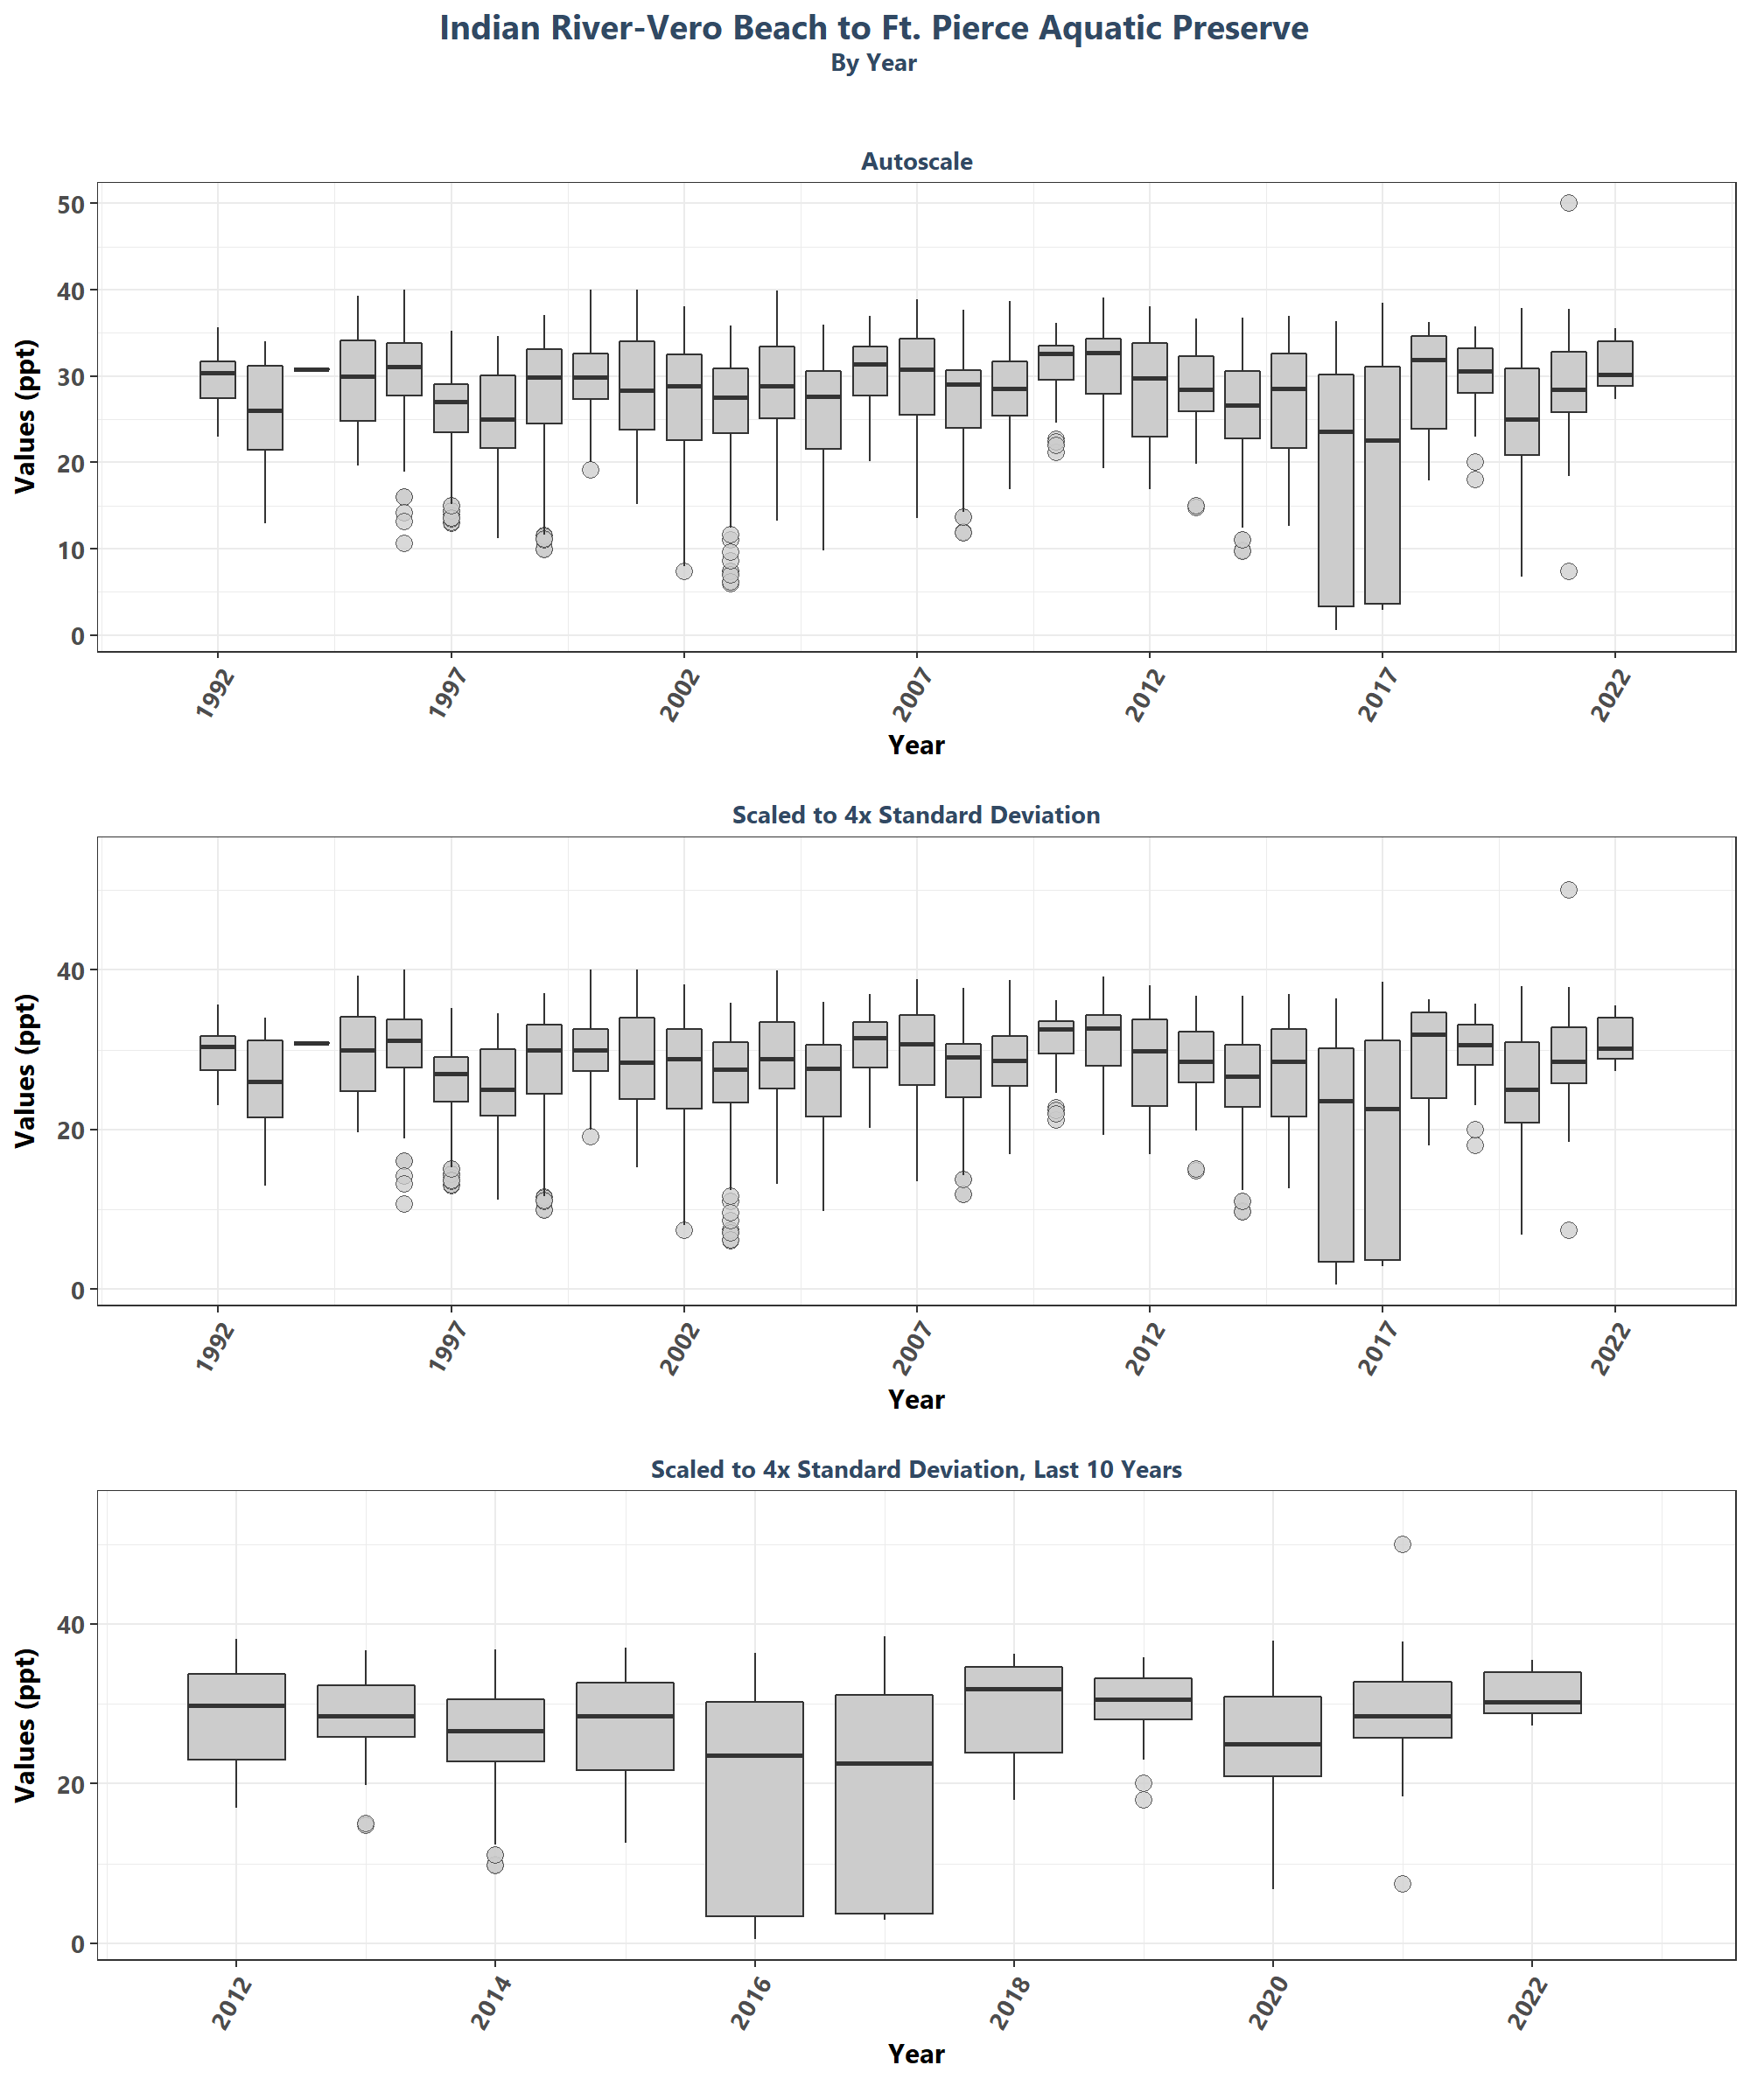 Indian River-Vero Beach to Ft. Pierce Aquatic Preserve
By Year
Autoscale
Values (ppt)
50
40
30
20
10
0
1992
1997
2002
2007
2012
2017
2022
Year
Scaled to 4x Standard Deviation
Values (ppt)
40
20
0
1992
1997
2002
2007
2012
2017
2022
Year
Scaled to 4x Standard Deviation, Last 10 Years
Values (ppt)
40
20
0
2012
2014
2016
2018
2020
2022
Year